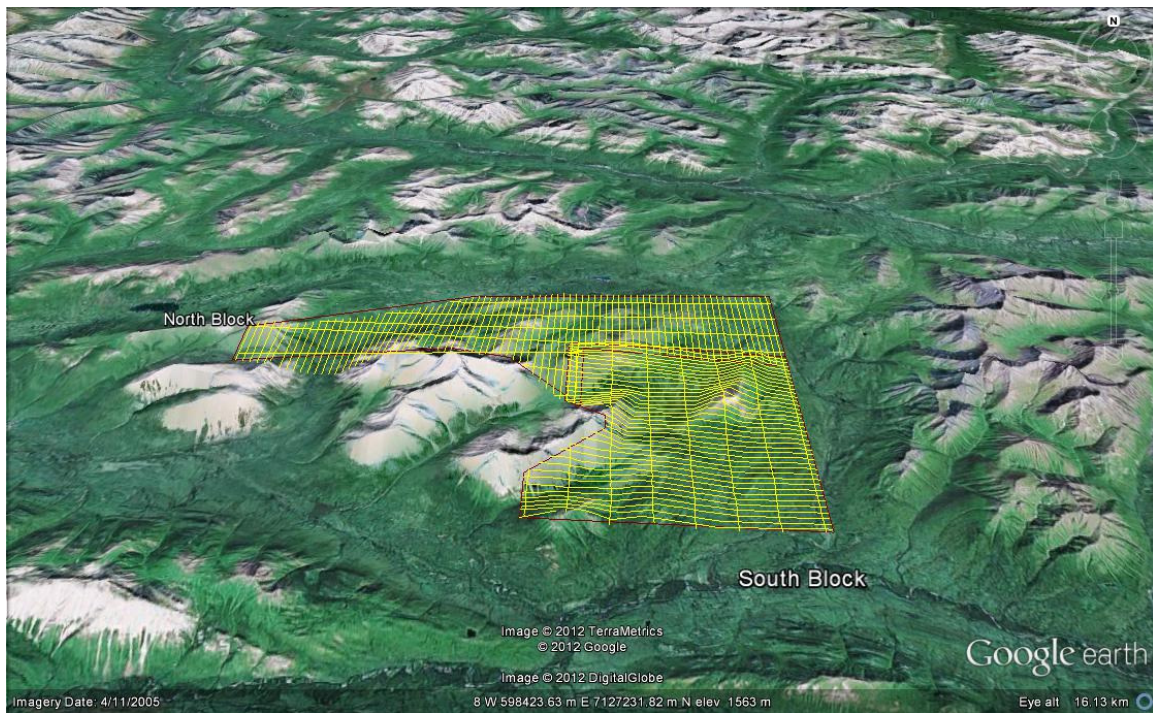 N
North Block
South Block
Image © 2012 TerraMetrics
© 2012 Google
Image © 2012 DigitalGlobe
Google earth
Imagery Date: 4/11/2005
8 W 598423.63 m E 7127231.82 m N elev 1563 m
Eye alt 16.13 km